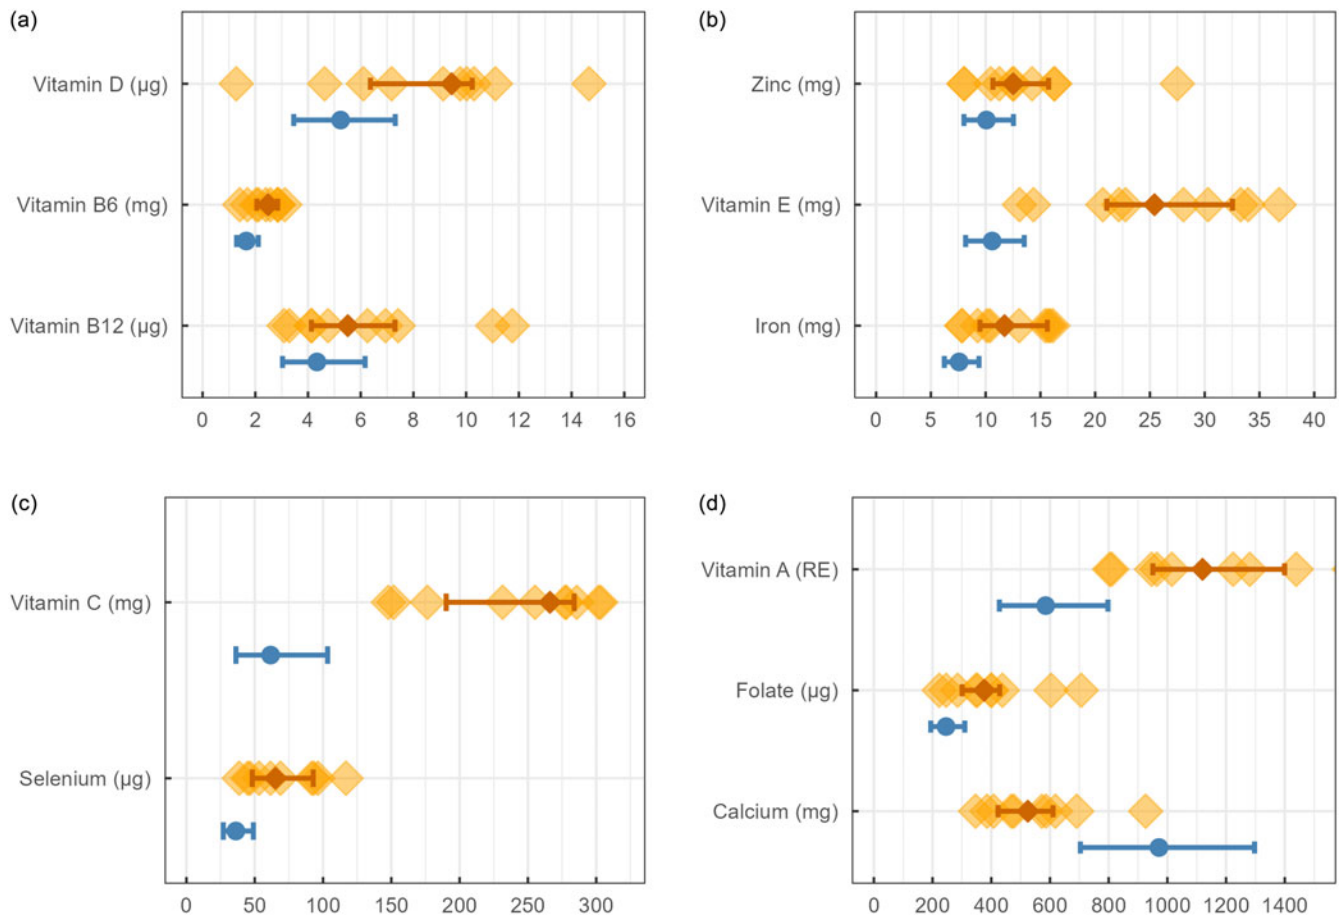 (a)
Vitamin D (µg)
Vitamin B6 (mg)
Vitamin B12 (µg)
0 2 4 6 8 10 12 14 16
(b)
Zinc (mg)
Vitamin E (mg)
Iron (mg)
0 5 10 15 20 25 30 35 40
(c)
Vitamin C (mg)
Selenium (µg)
0 50 100 150 200 250 300
(d)
Vitamin A (RE)
Folate (µg)
Calcium (mg)
0 200 400 600 800 1000 1200 1400